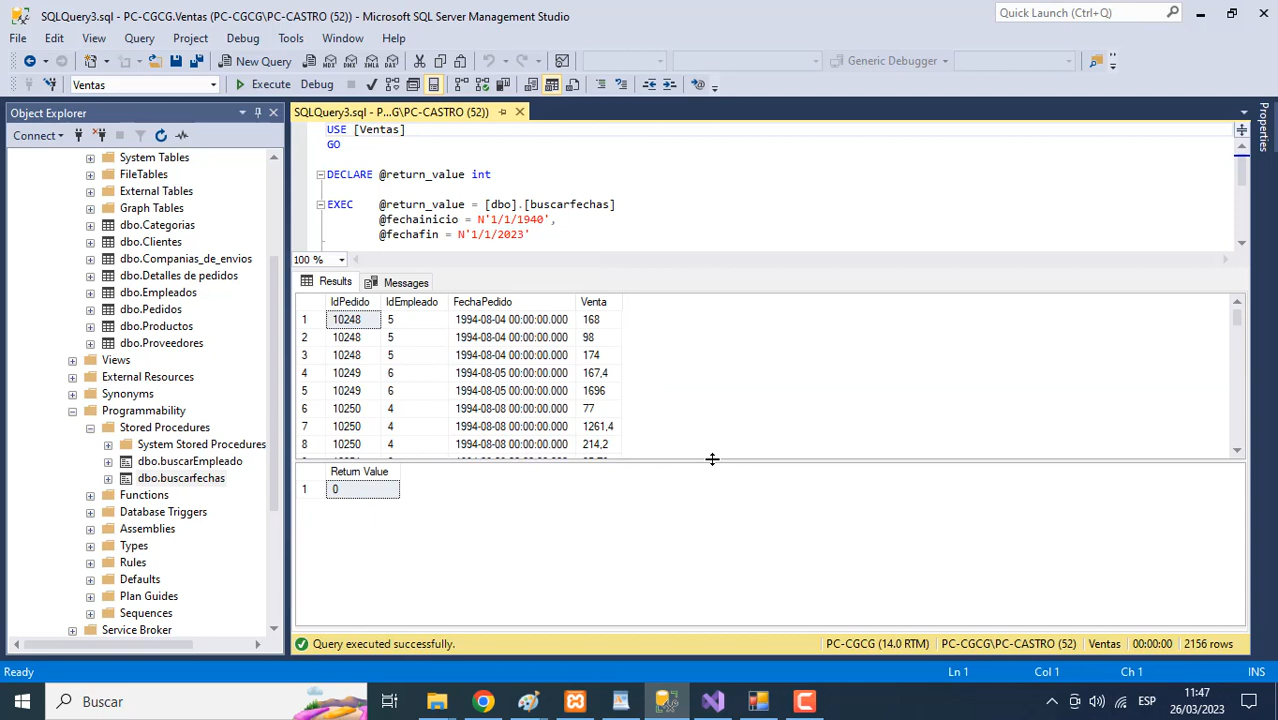 SQLQuery3.sql - PC-CGCG.Ventas (PC-CGCG\PC-CASTRO (52)) - Microsoft SQL Server Management Studio
Quick Launch (Ctrl+Q)
File Edit View Query Project Debug Tools Window Help
New Query
MDX DMX XMLA DAX
Generic Debugger
Ventas
Execute Debug
Object Explorer
Connect
System Tables
FileTables
External Tables
Graph Tables
dbo.Categorias
dbo.Clientes
dbo.Companias_de_envios
dbo.Detalles de pedidos
dbo.Empleados
dbo.Pedidos
dbo.Productos
dbo.Proveedores
Views
External Resources
Synonyms
Programmability
Stored Procedures
System Stored Procedures
dbo.buscarEmpleado
dbo.buscarfechas
Functions
Database Triggers
Assemblies
Types
Rules
Defaults
Plan Guides
Sequences
Service Broker
SQLQuery3.sql - P...G\PC-CASTRO (52))
USE [Ventas]
GO
DECLARE @return_value int
EXEC @return_value = [dbo].[buscarfechas]
@fechainicio = N'1/1/1940',
@fechafin = N'1/1/2023'
100 %
Results Messages
IdPedido IdEmpleado FechaPedido Venta
1 10248 5 1994-08-04 00:00:00.000 168
2 10248 5 1994-08-04 00:00:00.000 98
3 10248 5 1994-08-04 00:00:00.000 174
4 10249 6 1994-08-05 00:00:00.000 167,4
5 10249 6 1994-08-05 00:00:00.000 1696
6 10250 4 1994-08-08 00:00:00.000 77
7 10250 4 1994-08-08 00:00:00.000 1261,4
8 10250 4 1994-08-08 00:00:00.000 214,2
Return Value
1 0
Query executed successfully.
PC-CGCG (14.0 RTM) PC-CGCG\PC-CASTRO (52) Ventas 00:00:00 2156 rows
Properties
Ready Ln 1 Col 1 Ch 1 INS
Buscar
ESP
11:47
26/03/2023